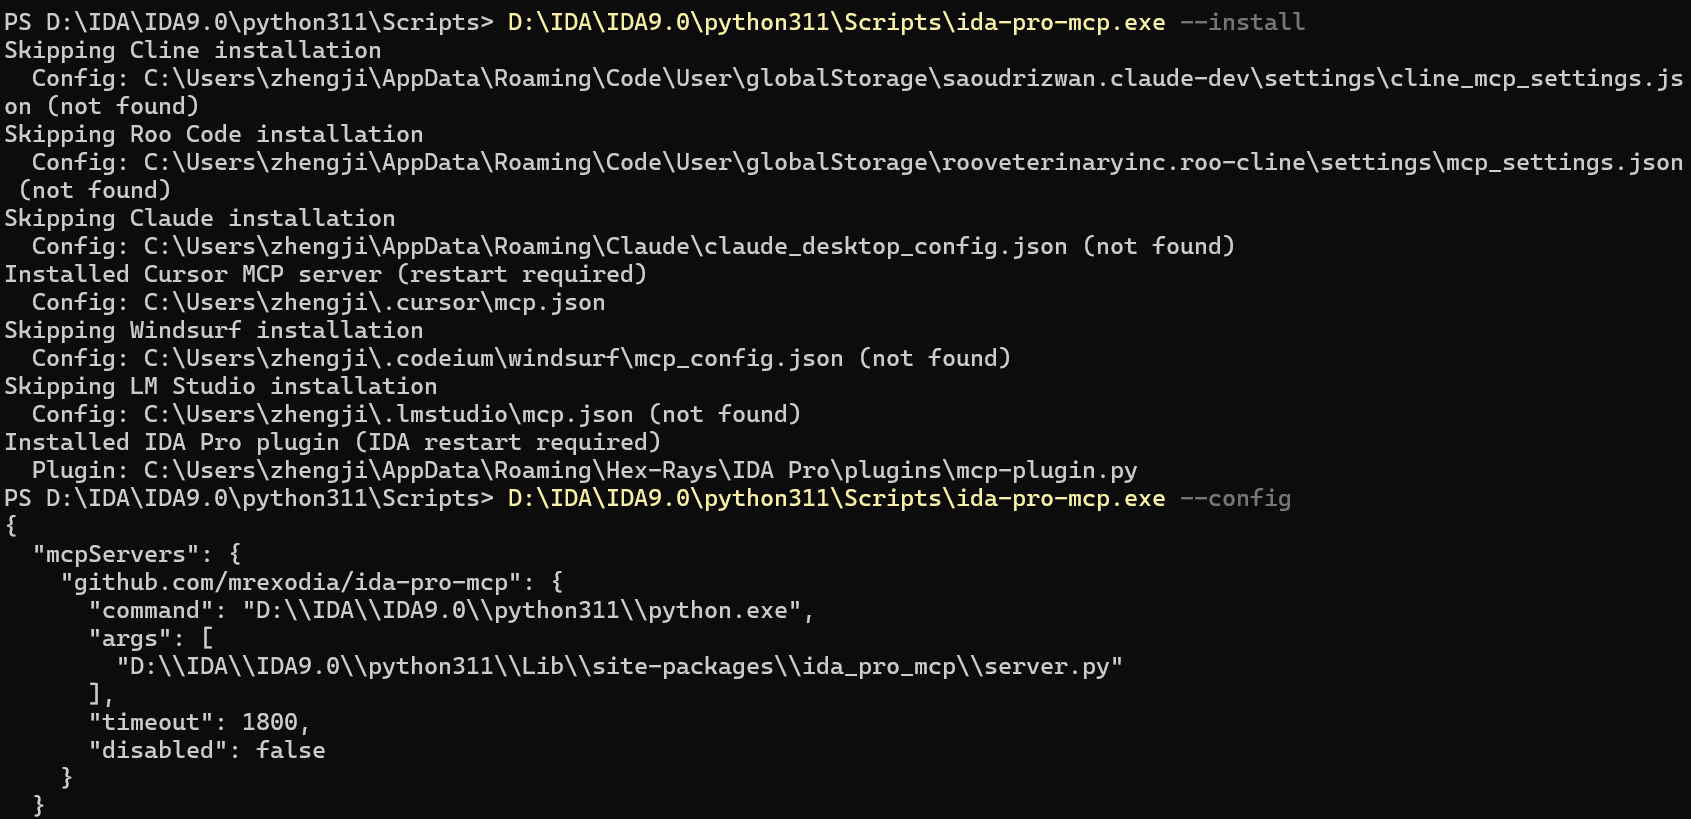 PS D:\IDA\IDA9.0\python311\Scripts> D:\IDA\IDA9.0\python311\Scripts\ida-pro-mcp.exe --install
Skipping Cline installation
  Config: C:\Users\zhengji\AppData\Roaming\Code\User\globalStorage\saoudrizwan.claude-dev\settings\cline_mcp_settings.js
on (not found)
Skipping Roo Code installation
  Config: C:\Users\zhengji\AppData\Roaming\Code\User\globalStorage\rooveterinaryinc.roo-cline\settings\mcp_settings.json
 (not found)
Skipping Claude installation
  Config: C:\Users\zhengji\AppData\Roaming\Claude\claude_desktop_config.json (not found)
Installed Cursor MCP server (restart required)
  Config: C:\Users\zhengji\.cursor\mcp.json
Skipping Windsurf installation
  Config: C:\Users\zhengji\.codeium\windsurf\mcp_config.json (not found)
Skipping LM Studio installation
  Config: C:\Users\zhengji\.lmstudio\mcp.json (not found)
Installed IDA Pro plugin (IDA restart required)
  Plugin: C:\Users\zhengji\AppData\Roaming\Hex-Rays\IDA Pro\plugins\mcp-plugin.py
PS D:\IDA\IDA9.0\python311\Scripts> D:\IDA\IDA9.0\python311\Scripts\ida-pro-mcp.exe --config
{
  "mcpServers": {
    "github.com/mrexodia/ida-pro-mcp": {
      "command": "D:\\IDA\\IDA9.0\\python311\\python.exe",
      "args": [
        "D:\\IDA\\IDA9.0\\python311\\Lib\\site-packages\\ida_pro_mcp\\server.py"
      ],
      "timeout": 1800,
      "disabled": false
    }
  }